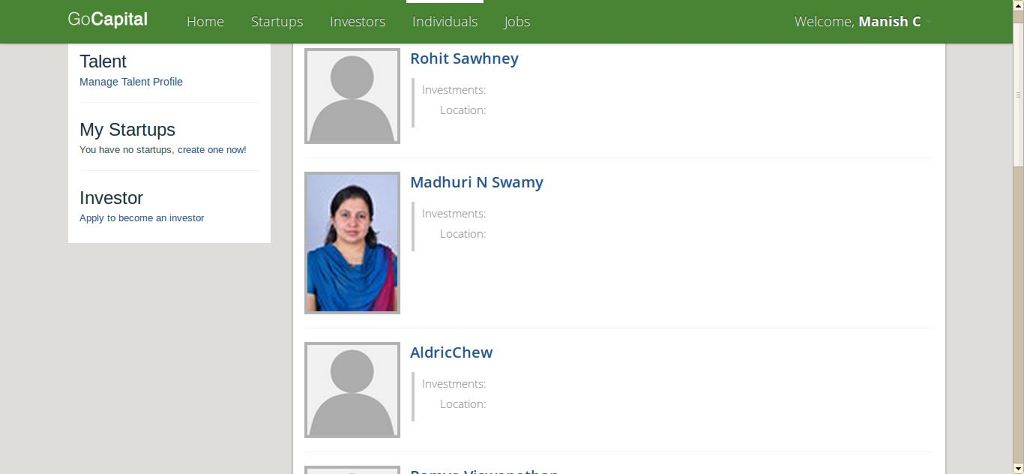 GoCapital Home Startups Investors Individuals Jobs Welcome, Manish C
Talent
Manage Talent Profile
My Startups
You have no startups, create one now!
Investor
Apply to become an investor
Rohit Sawhney
Investments:
Location:
Madhuri N Swamy
Investments:
Location:
AldricChew
Investments:
Location: